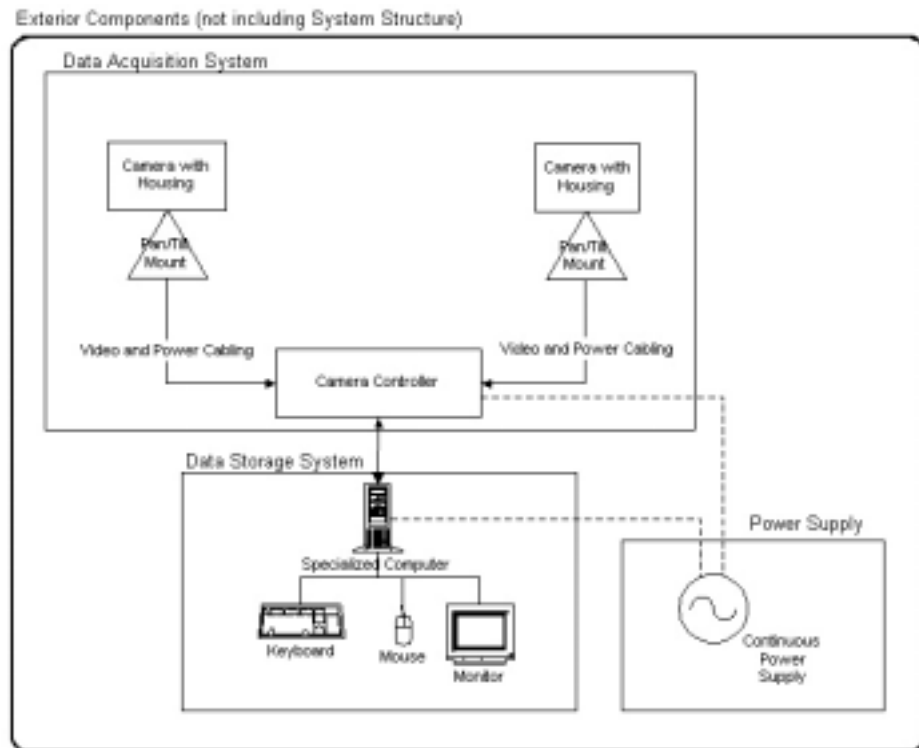 Exterior Components (not including System Structure)
Data Acquisition System
Camera with
Housing
Pan/Tilt
Mount
Camera with
Housing
Pan/Tilt
Mount
Video and Power Cabling
Video and Power Cabling
Camera Controller
Data Storage System
Specialized Computer
Keyboard
Mouse
Monitor
Power Supply
Continuous
Power
Supply